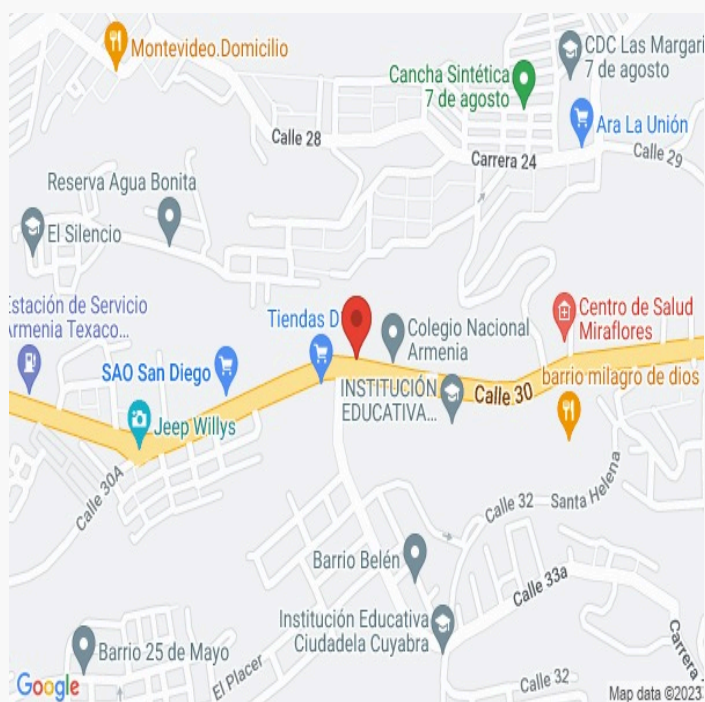 Montevideo.Domicilio
CDC Las Margari
7 de agosto
Cancha Sintética
7 de agosto
Ara La Unión
Calle 28
Carrera 24
Calle 29
Reserva Agua Bonita
El Silencio
Estación de Servicio
Armenia Texaco...
Tiendas D
Colegio Nacional
Armenia
Centro de Salud
Miraflores
SAO San Diego
INSTITUCIÓN
EDUCATIVA...
Calle 30
barrio milagro de dios
Jeep Willys
Calle 30A
Calle 32
Santa Helena
Barrio Belén
Calle 33a
Institución Educativa
Ciudadela Cuyabra
Barrio 25 de Mayo
El Placer
Calle 32
Carrera
Google
Map data ©2023